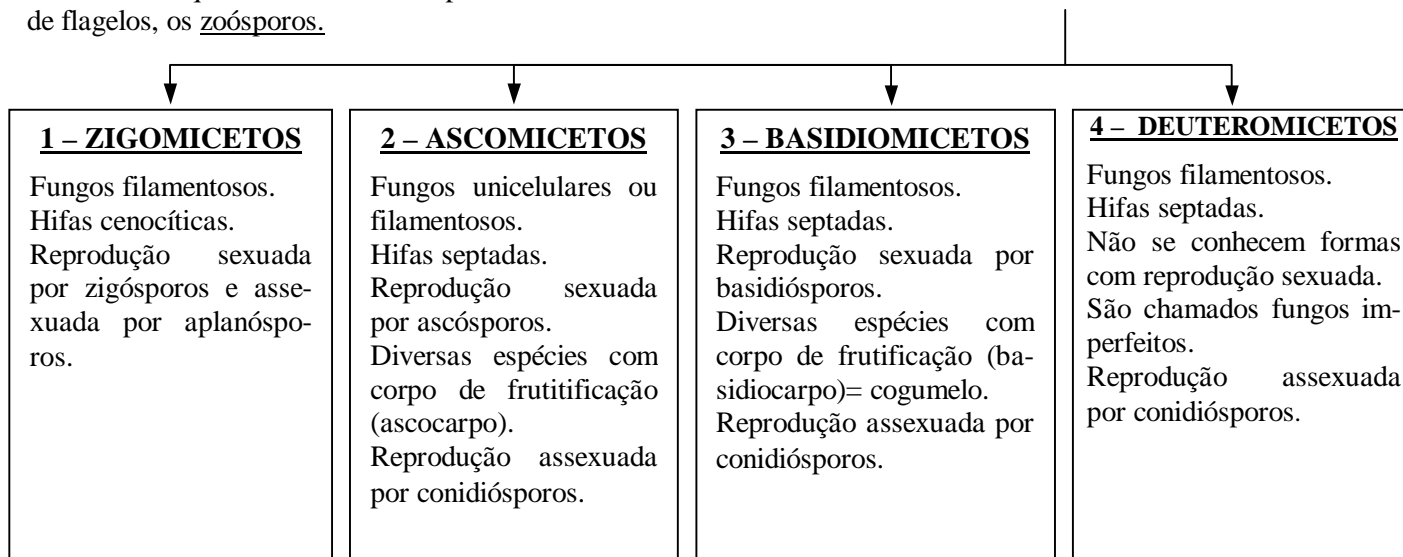 de flagelos, os zoósporos.
1 – ZIGOMICETOS
Fungos filamentosos.
Hifas cenocíticas.
Reprodução sexuada
por zigósporos e asse-
xuada por aplanóspo-
ros.
2 – ASCOMICETOS
Fungos unicelulares ou
filamentosos.
Hifas septadas.
Reprodução sexuada
por ascósporos.
Diversas espécies com
corpo de frutitificação
(ascocarpo).
Reprodução assexuada
por conidiósporos.
3 – BASIDIOMICETOS
Fungos filamentosos.
Hifas septadas.
Reprodução sexuada por
basidiósporos.
Diversas espécies com
corpo de frutificação (ba-
sidiocarpo)= cogumelo.
Reprodução assexuada por
conidiósporos.
4 – DEUTEROMICETOS
Fungos filamentosos.
Hifas septadas.
Não se conhecem formas
com reprodução sexuada.
São chamados fungos im-
perfeitos.
Reprodução assexuada
por conidiósporos.